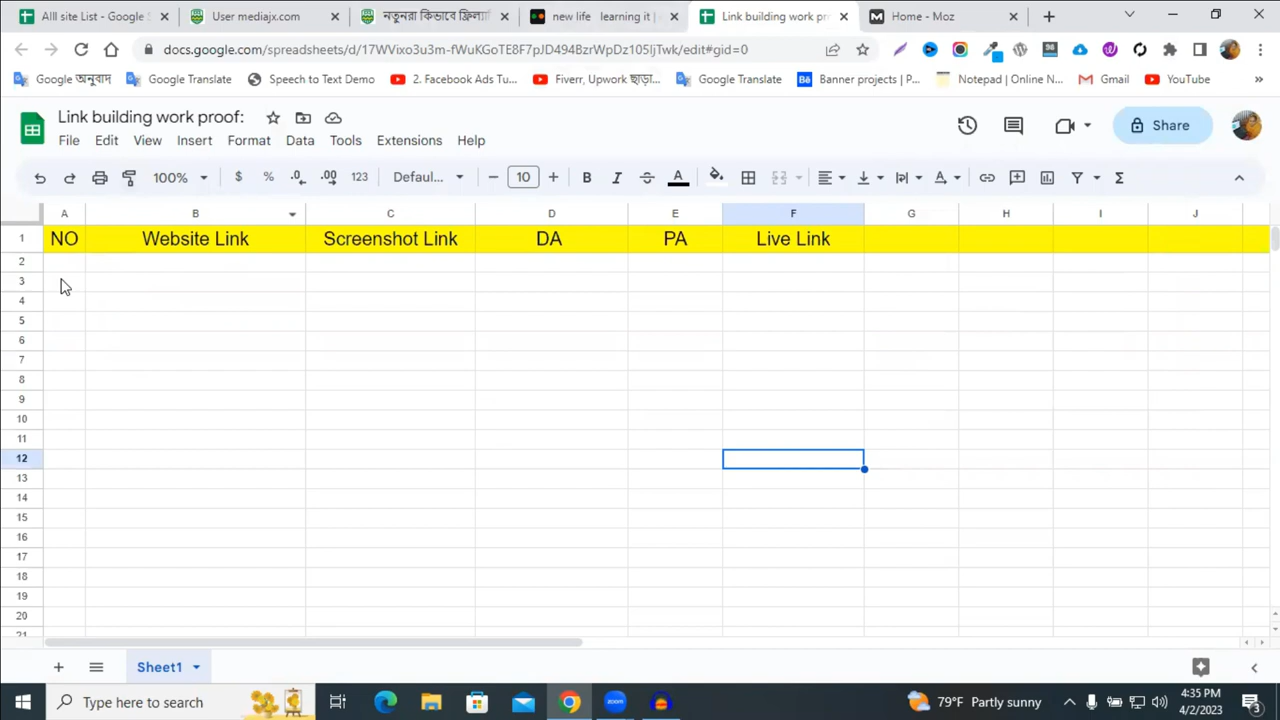 Alll site List - Google S
User mediajx.com
নতুনরা কিভাবে ফ্রিল্যা
new life learning it |
Link building work pro
Home - Moz
docs.google.com/spreadsheets/d/17WVixo3u3m-fWuKGoTE8F7pJD494BzrWpDz105IjTwk/edit#gid=0
Google অনুবাদ
Google Translate
Speech to Text Demo
2. Facebook Ads Tu...
Fiverr, Upwork ছাড়া...
Google Translate
Banner projects | P...
Notepad | Online N...
Gmail
YouTube
Link building work proof:
Share
File Edit View Insert Format Data Tools Extensions Help
100% $ % .0 .00 123 Defaul... 10 B I A
A B C D E F G H I J
1 NO Website Link Screenshot Link DA PA Live Link
2
3
4
5
6
7
8
9
10
11
12
13
14
15
16
17
18
19
20
21
Sheet1
Type here to search
zoom
79°F Partly sunny
4:35 PM
4/2/2023
3